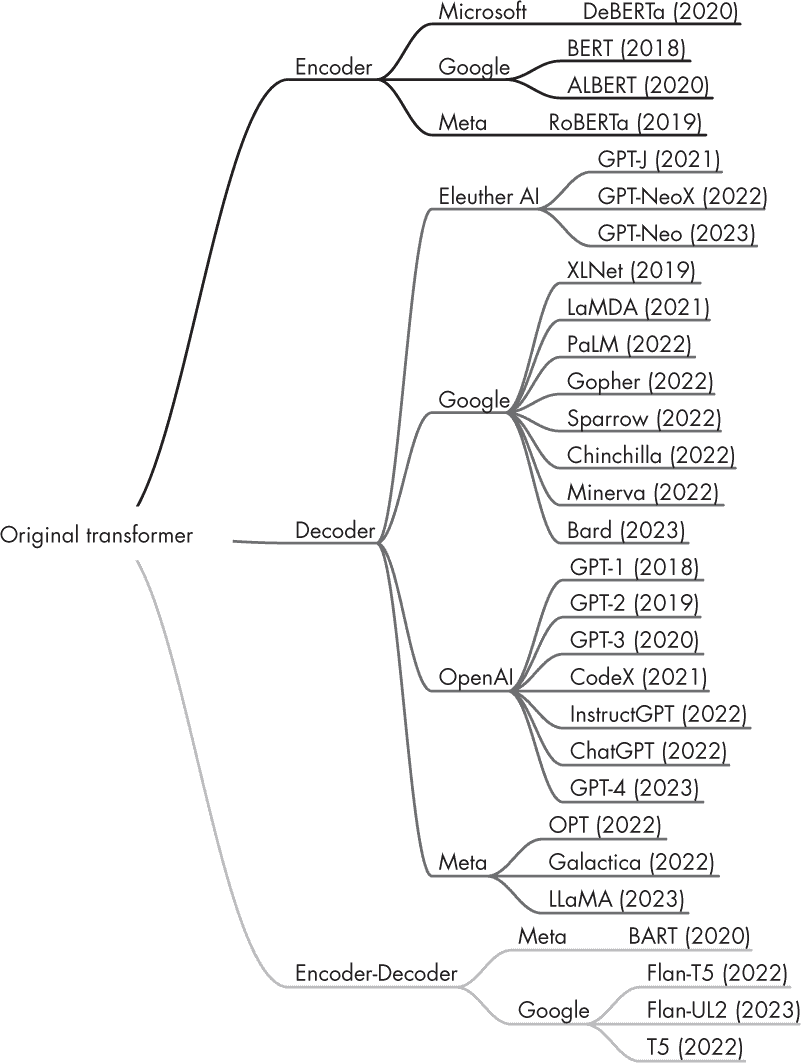 Microsoft DeBERTa (2020)
BERT (2018)
Encoder Google
ALBERT (2020)
Meta RoBERTa (2019)
GPT-J (2021)
Eleuther AI GPT-NeoX (2022)
GPT-Neo (2023)
XLNet (2019)
LaMDA (2021)
PaLM (2022)
Gopher (2022)
Google
Sparrow (2022)
Chinchilla (2022)
Minerva (2022)
Original transformer Decoder Bard (2023)
GPT-1 (2018)
GPT-2 (2019)
GPT-3 (2020)
OpenAI CodeX (2021)
InstructGPT (2022)
ChatGPT (2022)
GPT-4 (2023)
OPT (2022)
Meta Galactica (2022)
LLaMA (2023)
Meta BART (2020)
Encoder-Decoder Flan-T5 (2022)
Google Flan-UL2 (2023)
T5 (2022)